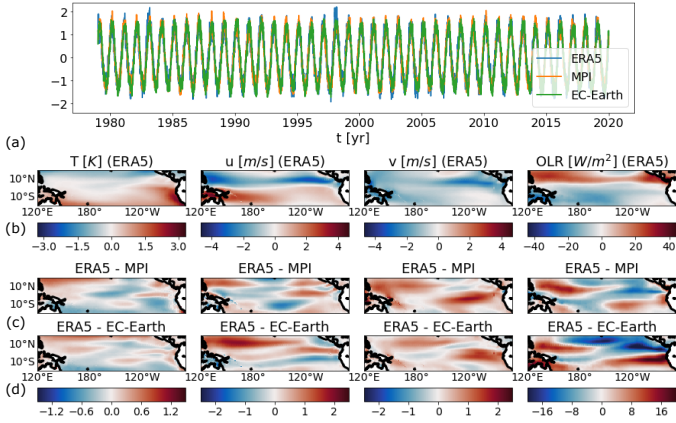 2
1
0
−1
−2
ERA5
MPI
EC-Earth
1980 1985 1990 1995 2000 2005 2010 2015 2020
t [yr]
(a)
T [K] (ERA5) u [m/s] (ERA5) v [m/s] (ERA5) OLR [W/m²] (ERA5)
10°N
10°S
120°E 180° 120°W 120°E 180° 120°W 120°E 180° 120°W 120°E 180° 120°W
(b)
−3.0 −1.5 0.0 1.5 3.0 −4 −2 0 2 4 −4 −2 0 2 4 −40 −20 0 20 40
ERA5 - MPI ERA5 - MPI ERA5 - MPI ERA5 - MPI
10°N
10°S
(c)
ERA5 - EC-Earth ERA5 - EC-Earth ERA5 - EC-Earth ERA5 - EC-Earth
10°N
10°S
120°E 180° 120°W 120°E 180° 120°W 120°E 180° 120°W 120°E 180° 120°W
(d)
−1.2 −0.6 0.0 0.6 1.2 −2 −1 0 1 2 −2 −1 0 1 2 −16 −8 0 8 16